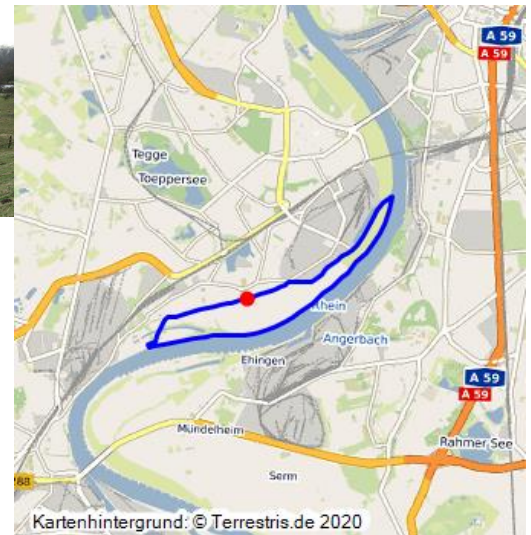 A 59
A 59
Tegge
Toeppersee
Rhein
Angerbach
Ehingen
A 59
A 59
Mündelheim
Rahmer See
288
Serm
Kartenhintergrund: © Terrestris.de 2020